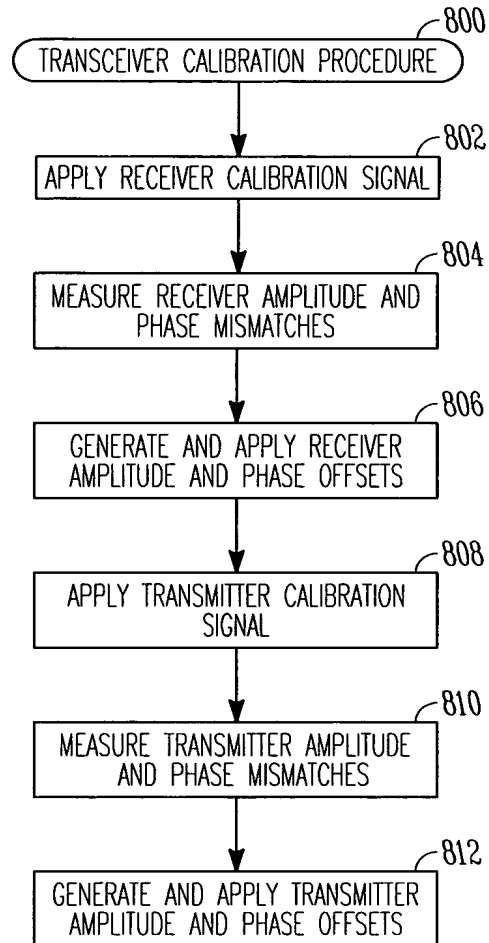 800
TRANSCEIVER CALIBRATION PROCEDURE
802
APPLY RECEIVER CALIBRATION SIGNAL
804
MEASURE RECEIVER AMPLITUDE AND
PHASE MISMATCHES
806
GENERATE AND APPLY RECEIVER
AMPLITUDE AND PHASE OFFSETS
808
APPLY TRANSMITTER CALIBRATION
SIGNAL
810
MEASURE TRANSMITTER AMPLITUDE
AND PHASE MISMATCHES
812
GENERATE AND APPLY TRANSMITTER
AMPLITUDE AND PHASE OFFSETS